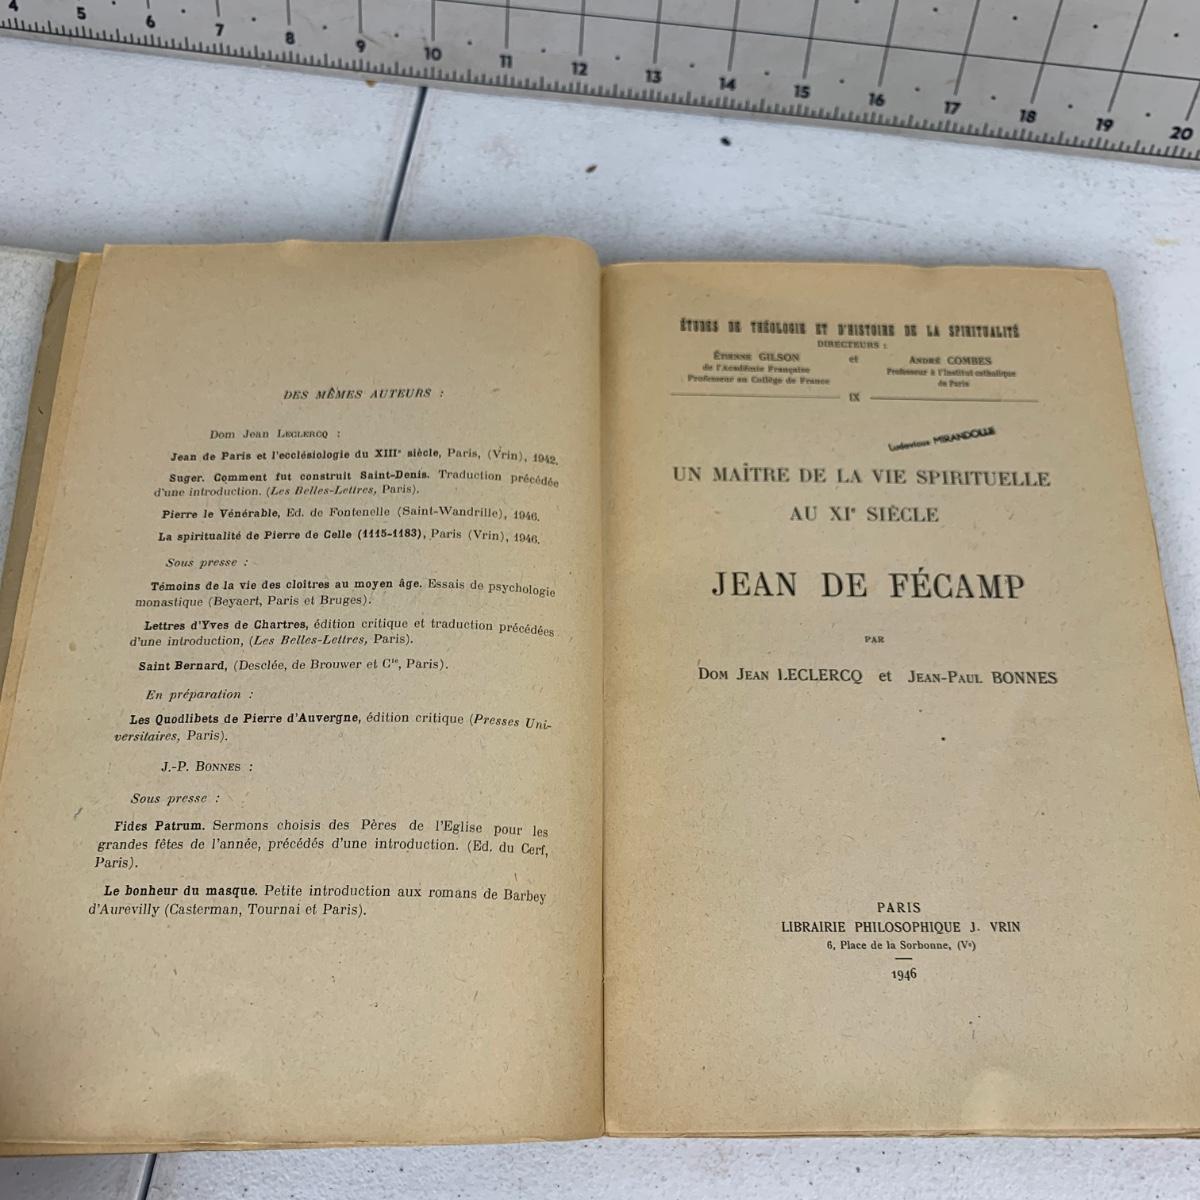 4 5 6 7 8 9 10 11 12 13 14 15 16 17 18 19 20
DES MÊMES AUTEURS :
Dom Jean LECLERCQ :
Jean de Paris et l'ecclésiologie du XIIIᵉ siècle, Paris, (Vrin), 1942.
Suger. Comment fut construit Saint-Denis. Traduction précédée
d'une introduction. (Les Belles-Lettres, Paris).
Pierre le Vénérable, Ed. de Fontenelle (Saint-Wandrille), 1946.
La spiritualité de Pierre de Celle (1115-1183), Paris (Vrin), 1946.
Sous presse :
Témoins de la vie des cloîtres au moyen âge. Essais de psychologie
monastique (Beyaert, Paris et Bruges).
Lettres d'Yves de Chartres, édition critique et traduction précédées
d'une introduction, (Les Belles-Lettres, Paris).
Saint Bernard, (Desclée, de Brouwer et Cⁱᵉ, Paris).
En préparation :
Les Quodlibets de Pierre d'Auvergne, édition critique (Presses Uni-
versitaires, Paris).
J.-P. BONNES :
Sous presse :
Fides Patrum. Sermons choisis des Pères de l'Eglise pour les
grandes fêtes de l'année, précédés d'une introduction. (Ed. du Cerf,
Paris).
Le bonheur du masque. Petite introduction aux romans de Barbey
d'Aurevilly (Casterman, Tournai et Paris).
ÉTUDES DE THÉOLOGIE ET D'HISTOIRE DE LA SPIRITUALITÉ
DIRECTEURS :
ÉTIENNE GILSON et ANDRÉ COMBES
de l'Académie Française Professeur à l'Institut catholique
Professeur au Collège de France de Paris
IX
Ludovicus MIRANDOLLE
UN MAÎTRE DE LA VIE SPIRITUELLE
AU XIᵉ SIÈCLE
JEAN DE FÉCAMP
PAR
DOM JEAN LECLERCQ et JEAN-PAUL BONNES
PARIS
LIBRAIRIE PHILOSOPHIQUE J. VRIN
6, Place de la Sorbonne, (Vᵉ)
1946